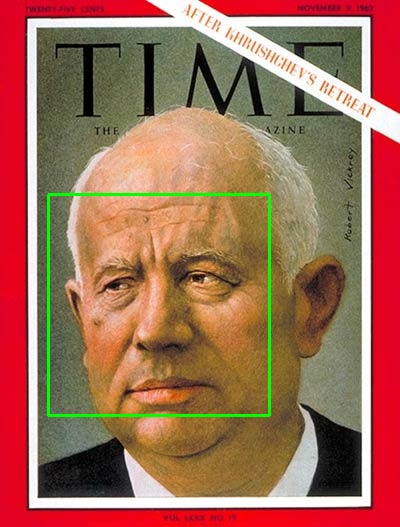 TWENTY-FIVE CENTS
NOVEMBER 9, 1962
AFTER KHRUSHCHEV'S RETREAT
TIME
THE
AZINE
Robert Vickrey
VOL. LXXX NO. 19